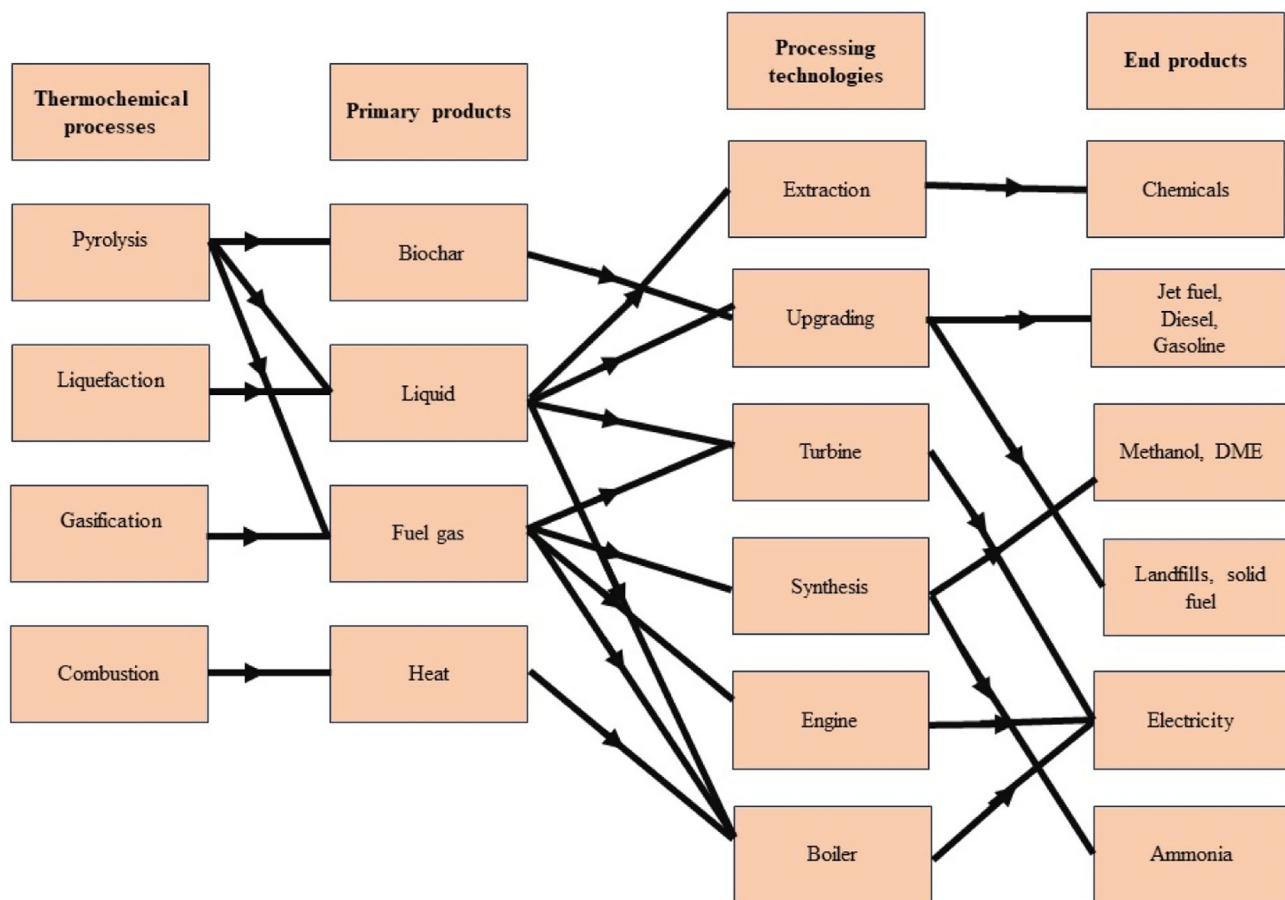 Thermochemical
processes
Primary products
Processing
technologies
End products
Pyrolysis
Biochar
Extraction
Chemicals
Liquefaction
Liquid
Upgrading
Jet fuel,
Diesel,
Gasoline
Gasification
Fuel gas
Turbine
Methanol, DME
Combustion
Heat
Synthesis
Landfills, solid
fuel
Engine
Electricity
Boiler
Ammonia